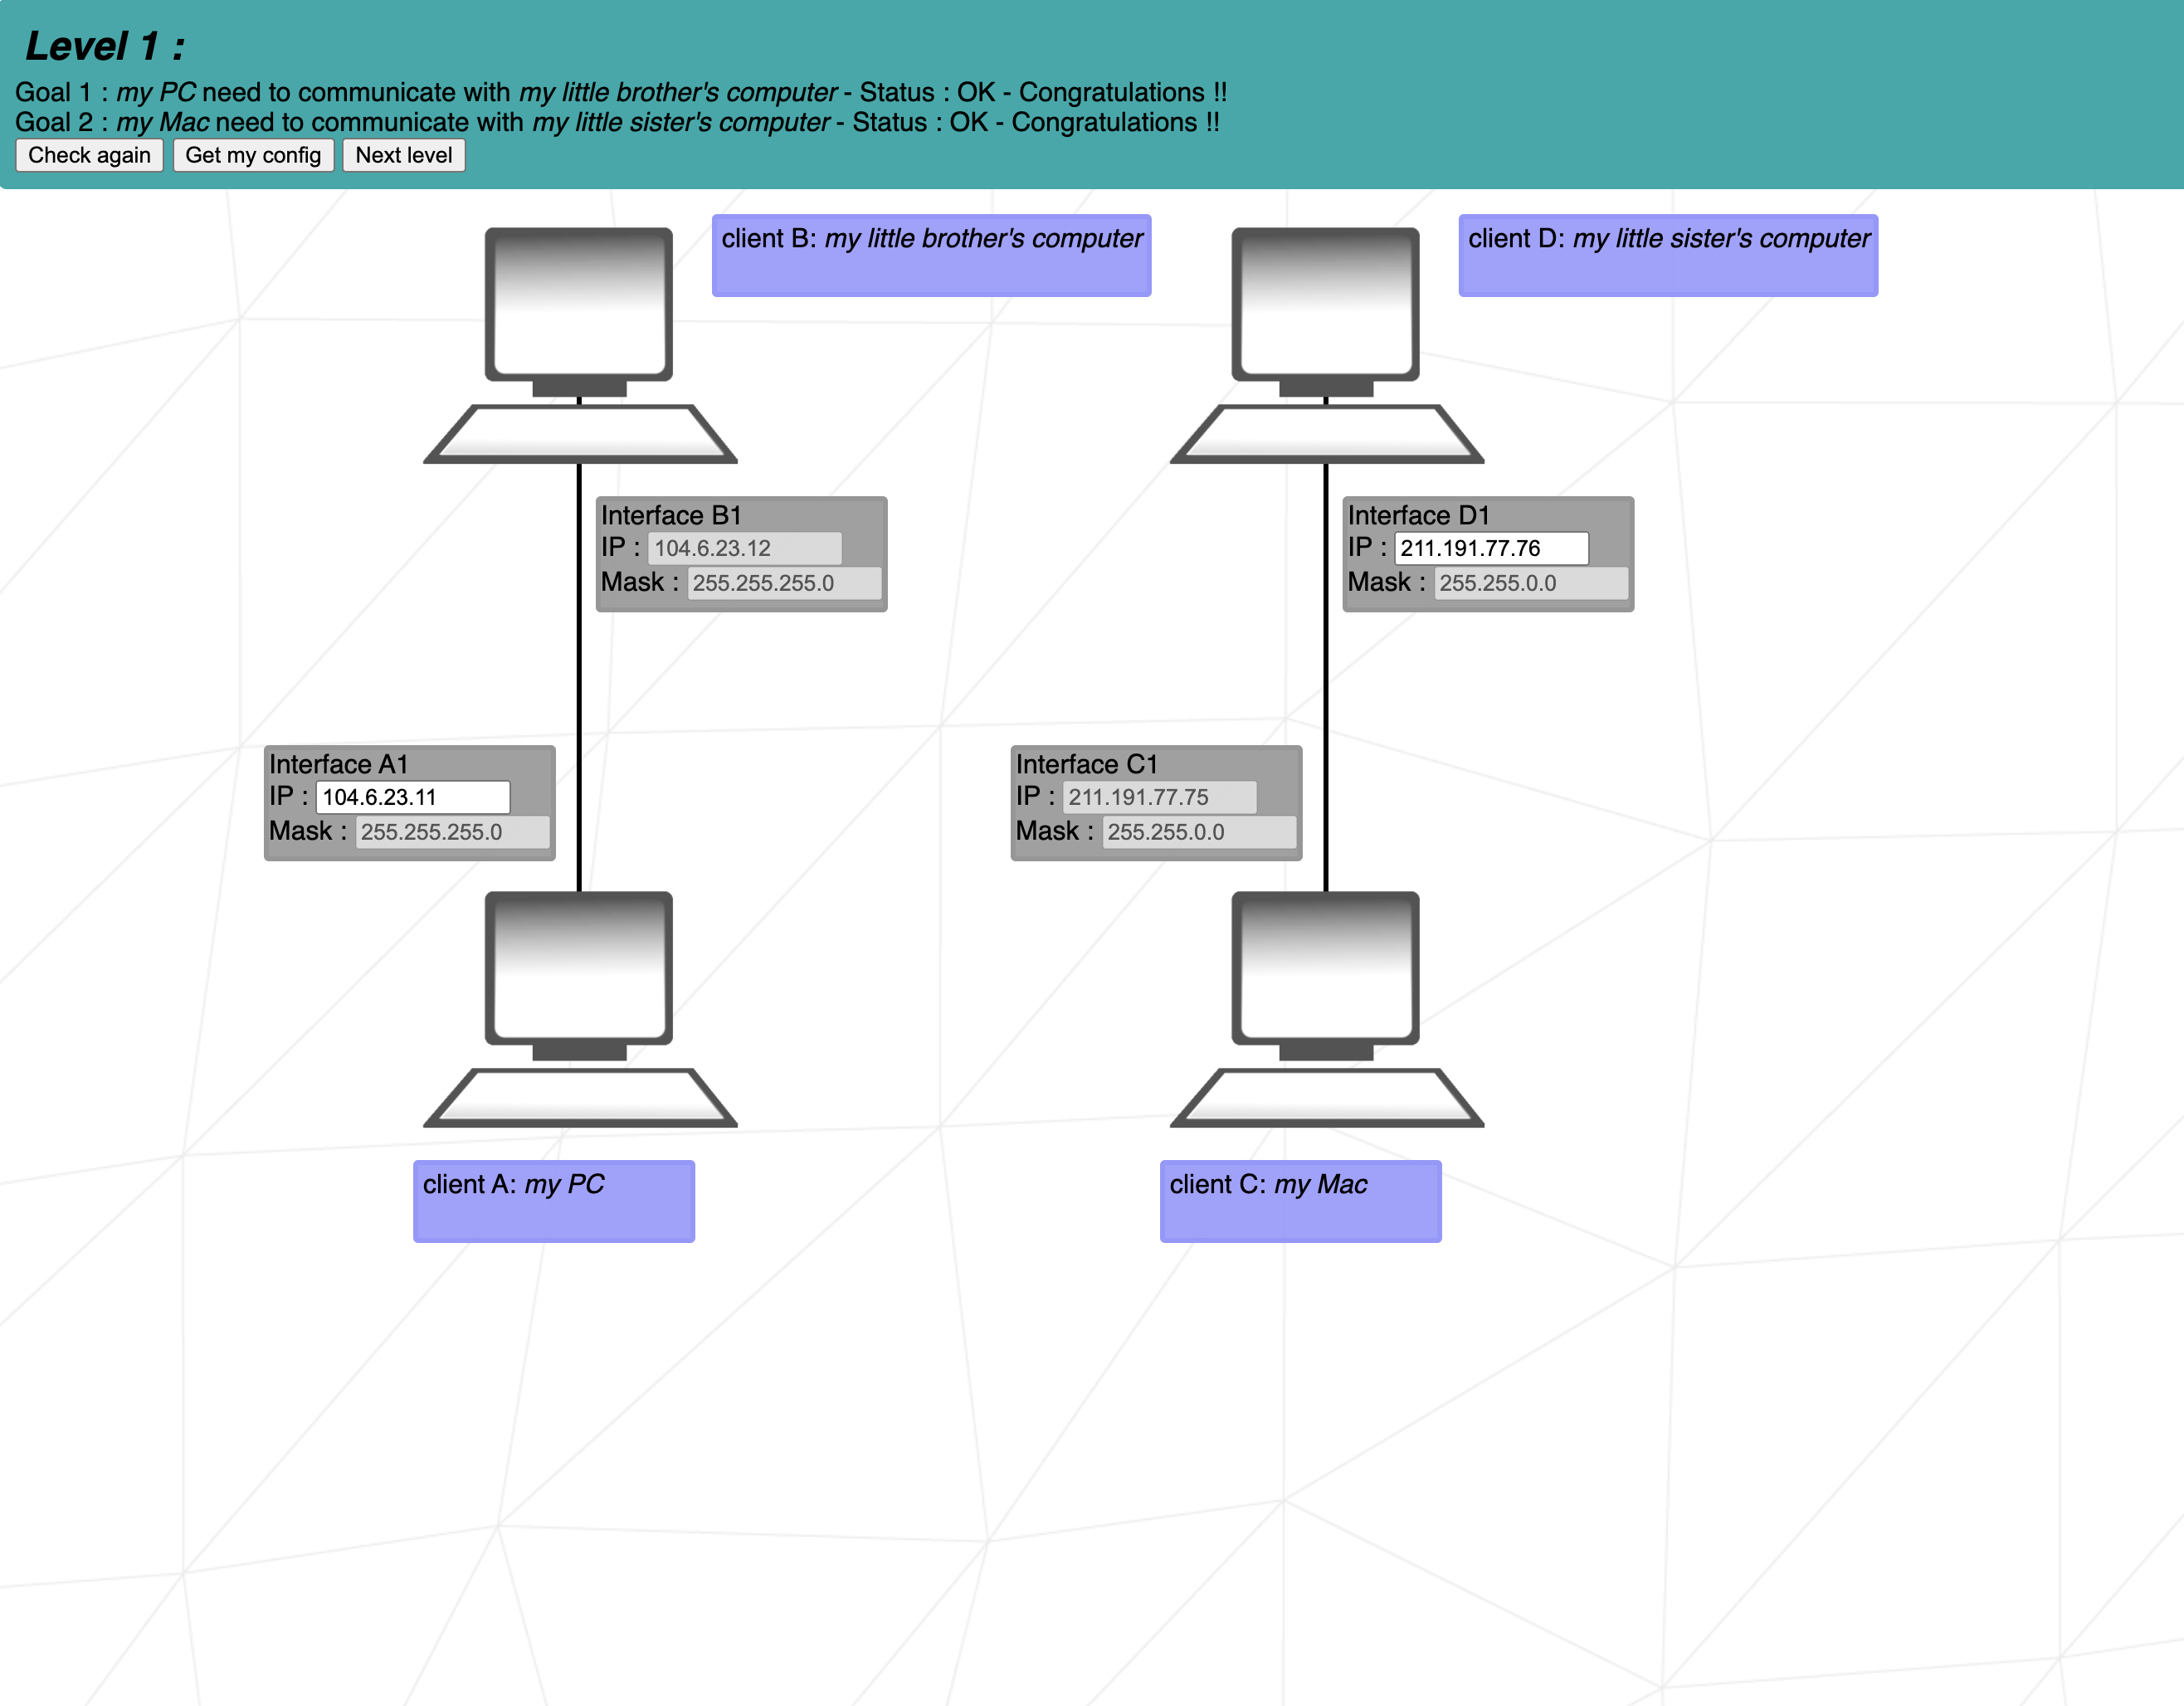 Level 1 :
Goal 1 : my PC need to communicate with my little brother's computer - Status : OK - Congratulations !!
Goal 2 : my Mac need to communicate with my little sister's computer - Status : OK - Congratulations !!
Check again Get my config Next level
client B: my little brother's computer
client D: my little sister's computer
Interface B1
IP : 104.6.23.12
Mask : 255.255.255.0
Interface D1
IP : 211.191.77.76
Mask : 255.255.0.0
Interface A1
IP : 104.6.23.11
Mask : 255.255.255.0
Interface C1
IP : 211.191.77.75
Mask : 255.255.0.0
client A: my PC
client C: my Mac